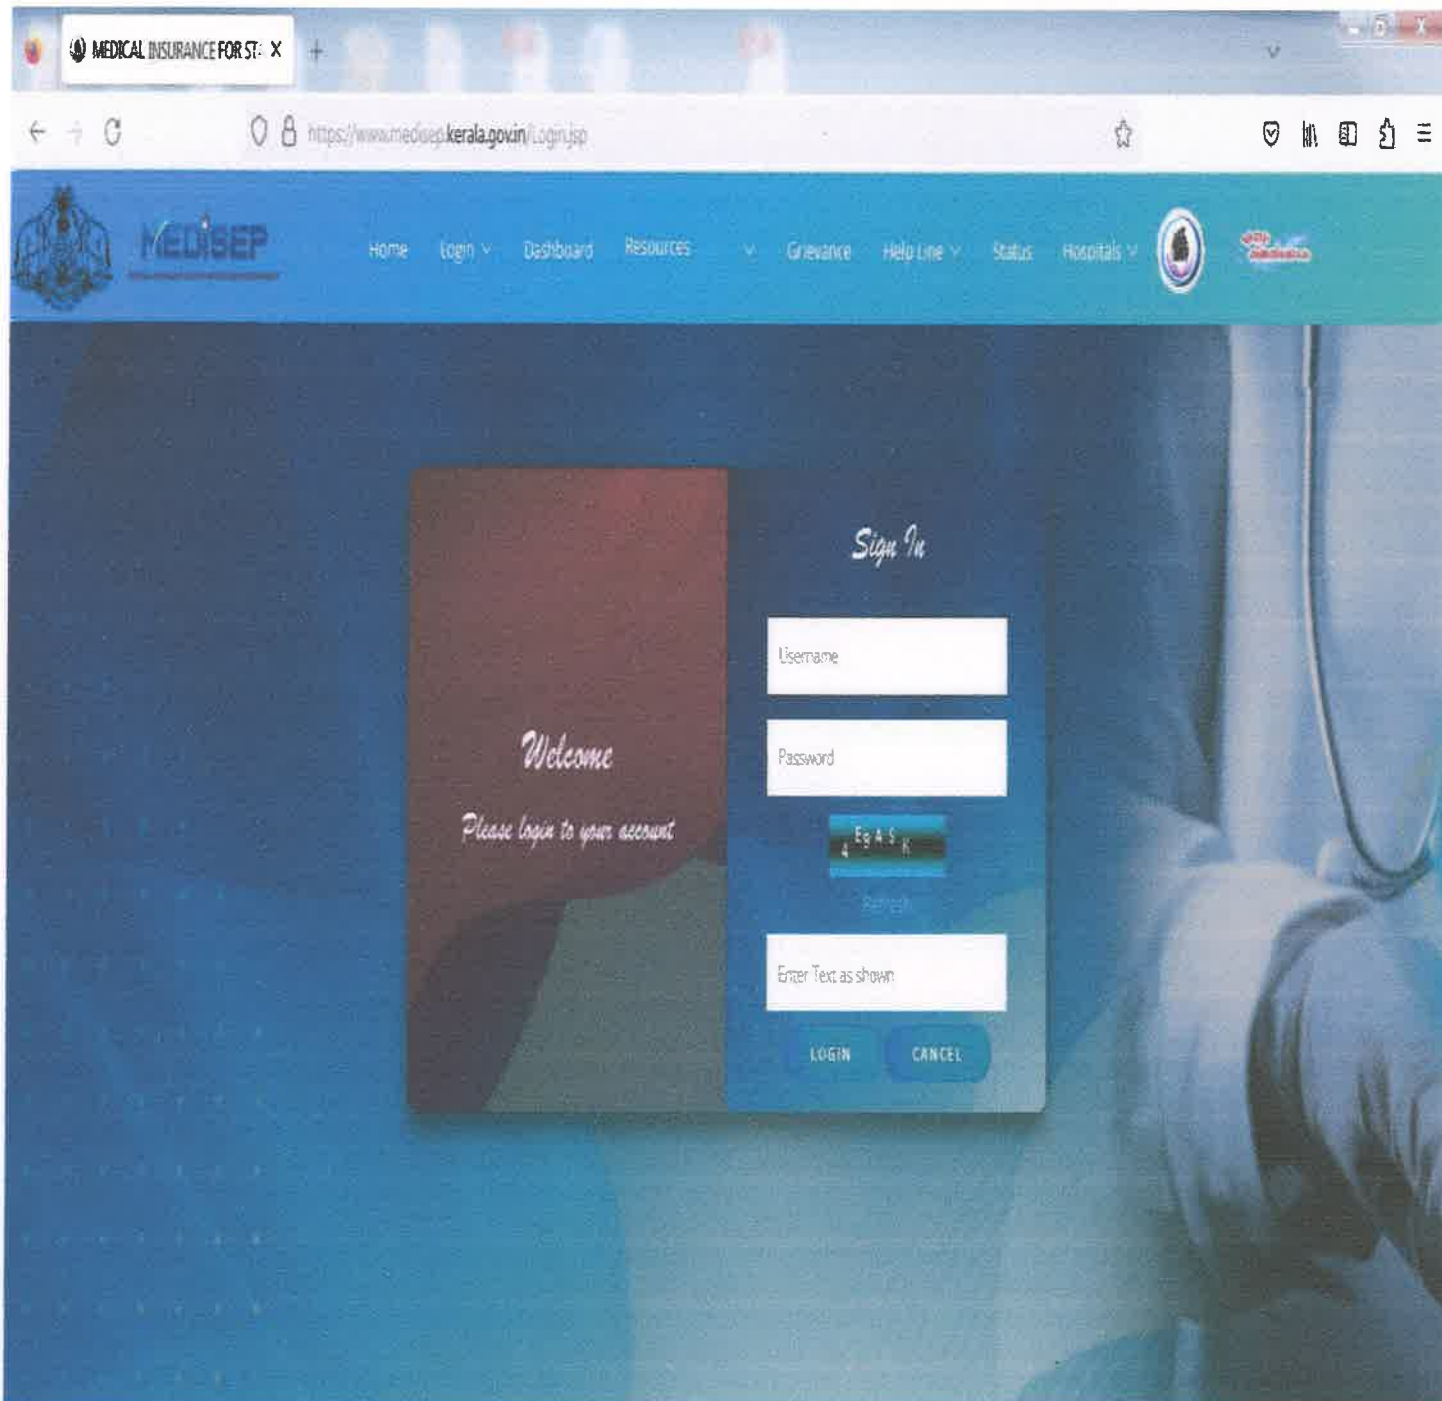 MEDICAL INSURANCE FOR ST
https://www.medisep.kerala.gov.in/Login.jsp
MEDISEP
Home Login Dashboard Resources Grievance Help Line Status Hospitals
Sign In
Username
Password
Welcome
Please login to your account
4EgASK
Refresh
Enter Text as shown
LOGIN CANCEL